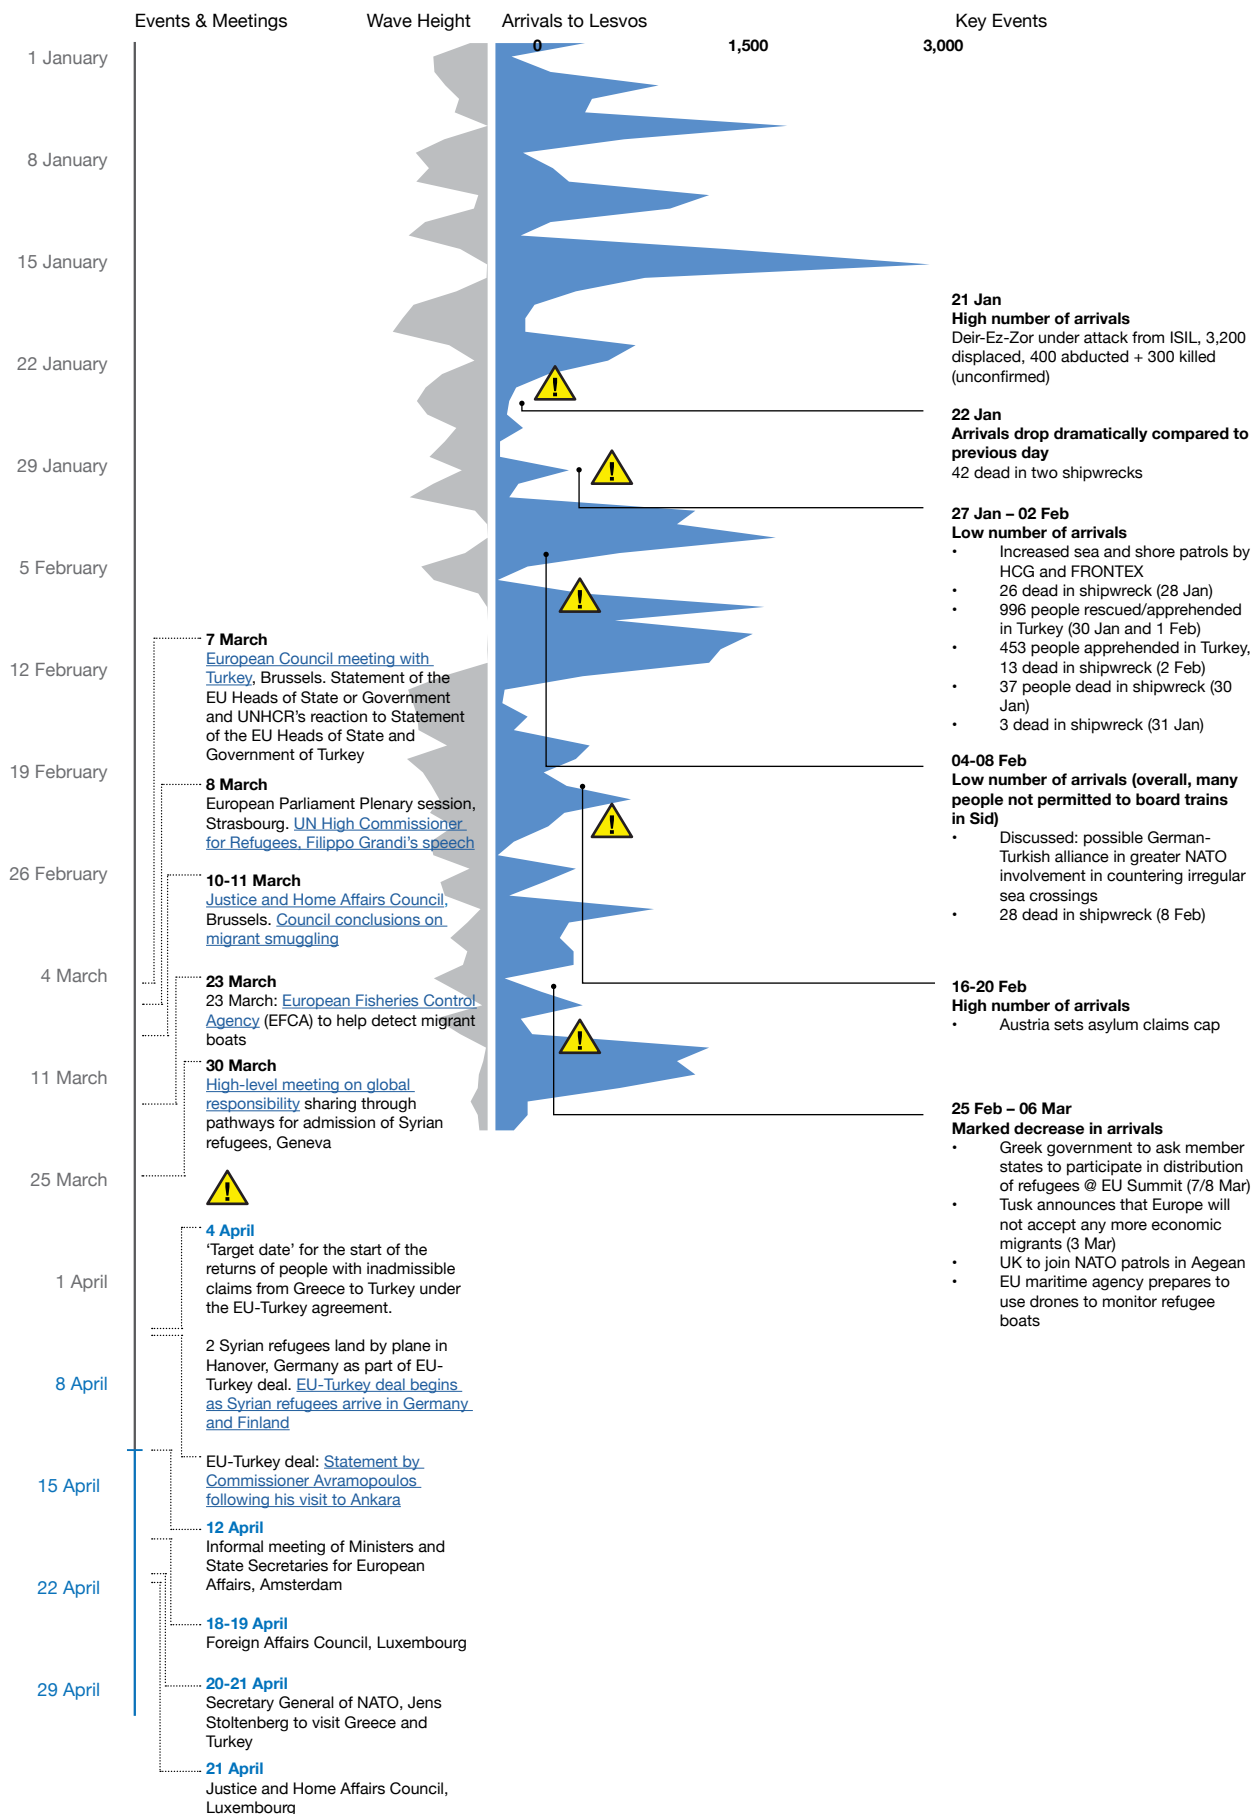 Events & Meetings
Wave Height
Arrivals to Lesvos
Key Events
0
1,500
3,000
1 January
8 January
15 January
22 January
29 January
5 February
12 February
19 February
26 February
4 March
11 March
25 March
1 April
8 April
15 April
22 April
29 April
7 March
European Council meeting with
Turkey, Brussels. Statement of the
EU Heads of State or Government
and UNHCR's reaction to Statement
of the EU Heads of State and
Government of Turkey
8 March
European Parliament Plenary session,
Strasbourg. UN High Commissioner
for Refugees, Filippo Grandi's speech
10-11 March
Justice and Home Affairs Council,
Brussels. Council conclusions on
migrant smuggling
23 March
23 March: European Fisheries Control
Agency (EFCA) to help detect migrant
boats
30 March
High-level meeting on global
responsibility sharing through
pathways for admission of Syrian
refugees, Geneva
!
4 April
'Target date' for the start of the
returns of people with inadmissible
claims from Greece to Turkey under
the EU-Turkey agreement.
2 Syrian refugees land by plane in
Hanover, Germany as part of EU-
Turkey deal. EU-Turkey deal begins
as Syrian refugees arrive in Germany
and Finland
EU-Turkey deal: Statement by
Commissioner Avramopoulos
following his visit to Ankara
12 April
Informal meeting of Ministers and
State Secretaries for European
Affairs, Amsterdam
18-19 April
Foreign Affairs Council, Luxembourg
20-21 April
Secretary General of NATO, Jens
Stoltenberg to visit Greece and
Turkey
21 April
Justice and Home Affairs Council,
Luxembourg
!
!
!
!
!
21 Jan
High number of arrivals
Deir-Ez-Zor under attack from ISIL, 3,200
displaced, 400 abducted + 300 killed
(unconfirmed)
22 Jan
Arrivals drop dramatically compared to
previous day
42 dead in two shipwrecks
27 Jan – 02 Feb
Low number of arrivals
• Increased sea and shore patrols by
HCG and FRONTEX
• 26 dead in shipwreck (28 Jan)
• 996 people rescued/apprehended
in Turkey (30 Jan and 1 Feb)
• 453 people apprehended in Turkey,
13 dead in shipwreck (2 Feb)
• 37 people dead in shipwreck (30
Jan)
• 3 dead in shipwreck (31 Jan)
04-08 Feb
Low number of arrivals (overall, many
people not permitted to board trains
in Sid)
• Discussed: possible German-
Turkish alliance in greater NATO
involvement in countering irregular
sea crossings
• 28 dead in shipwreck (8 Feb)
16-20 Feb
High number of arrivals
• Austria sets asylum claims cap
25 Feb – 06 Mar
Marked decrease in arrivals
• Greek government to ask member
states to participate in distribution
of refugees @ EU Summit (7/8 Mar)
• Tusk announces that Europe will
not accept any more economic
migrants (3 Mar)
• UK to join NATO patrols in Aegean
• EU maritime agency prepares to
use drones to monitor refugee
boats